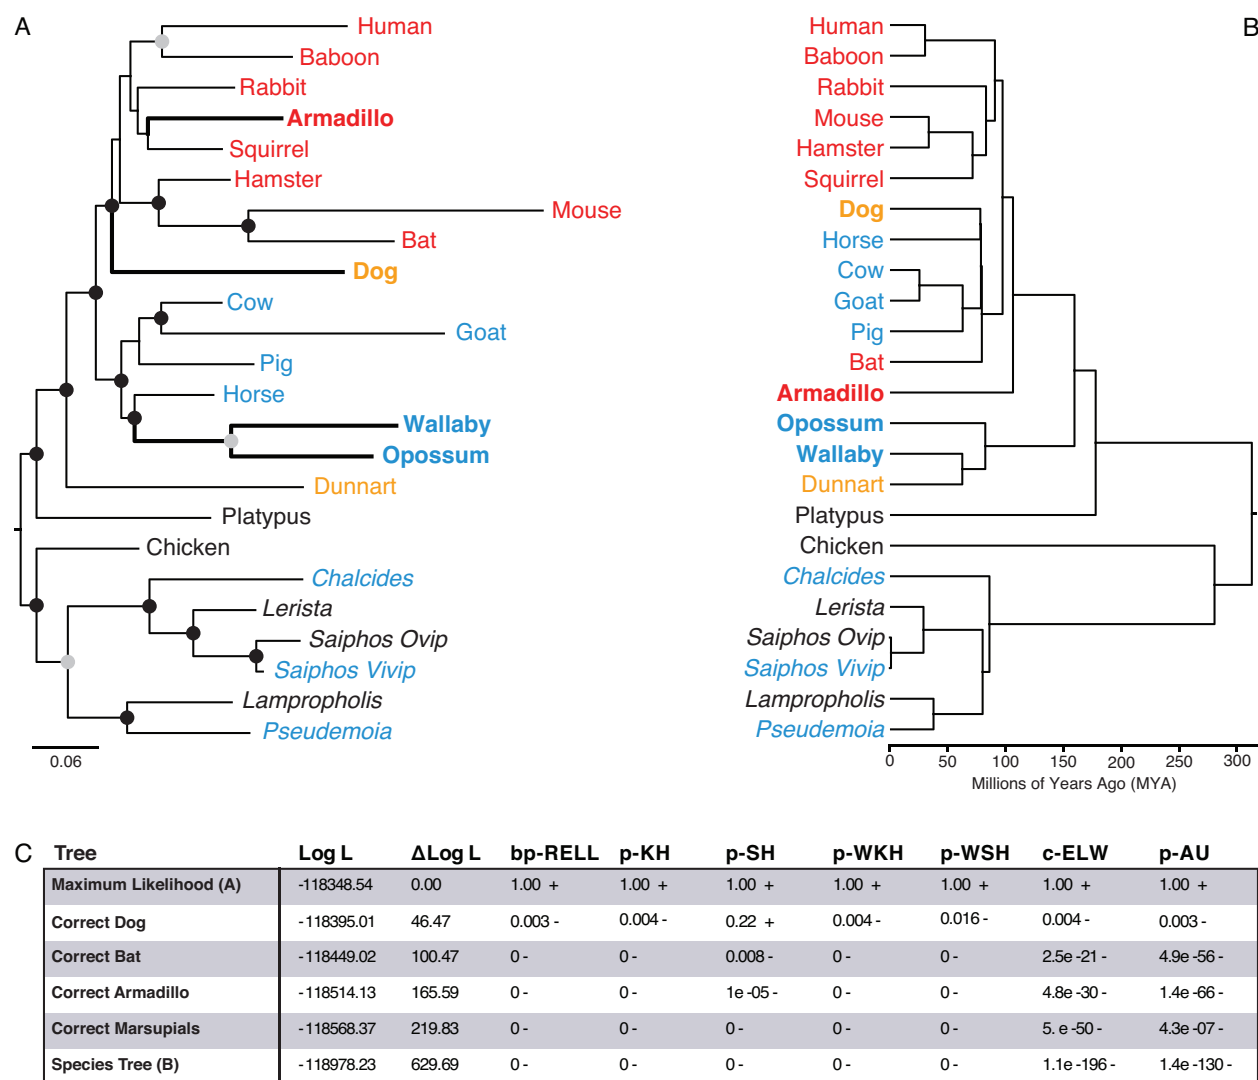 A
Human
Baboon
Rabbit
Armadillo
Squirrel
Hamster
Mouse
Bat
Dog
Cow
Goat
Pig
Horse
Wallaby
Opossum
Dunnart
Platypus
Chicken
Chalcides
Lerista
Saiphos Ovip
Saiphos Vivip
Lampropholis
Pseudemoia
0.06
B
Human
Baboon
Rabbit
Mouse
Hamster
Squirrel
Dog
Horse
Cow
Goat
Pig
Bat
Armadillo
Opossum
Wallaby
Dunnart
Platypus
Chicken
Chalcides
Lerista
Saiphos Ovip
Saiphos Vivip
Lampropholis
Pseudemoia
0 50 100 150 200 250 300
Millions of Years Ago (MYA)
C Tree Log L ΔLog L bp-RELL p-KH p-SH p-WKH p-WSH c-ELW p-AU
Maximum Likelihood (A) -118348.54 0.00 1.00 + 1.00 + 1.00 + 1.00 + 1.00 + 1.00 + 1.00 +
Correct Dog -118395.01 46.47 0.003 - 0.004 - 0.22 + 0.004 - 0.016 - 0.004 - 0.003 -
Correct Bat -118449.02 100.47 0 - 0 - 0.008 - 0 - 0 - 2.5e -21 - 4.9e -56 -
Correct Armadillo -118514.13 165.59 0 - 0 - 1e -05 - 0 - 0 - 4.8e -30 - 1.4e -66 -
Correct Marsupials -118568.37 219.83 0 - 0 - 0 - 0 - 0 - 5. e -50 - 4.3e -07 -
Species Tree (B) -118978.23 629.69 0 - 0 - 0 - 0 - 0 - 1.1e -196 - 1.4e -130 -